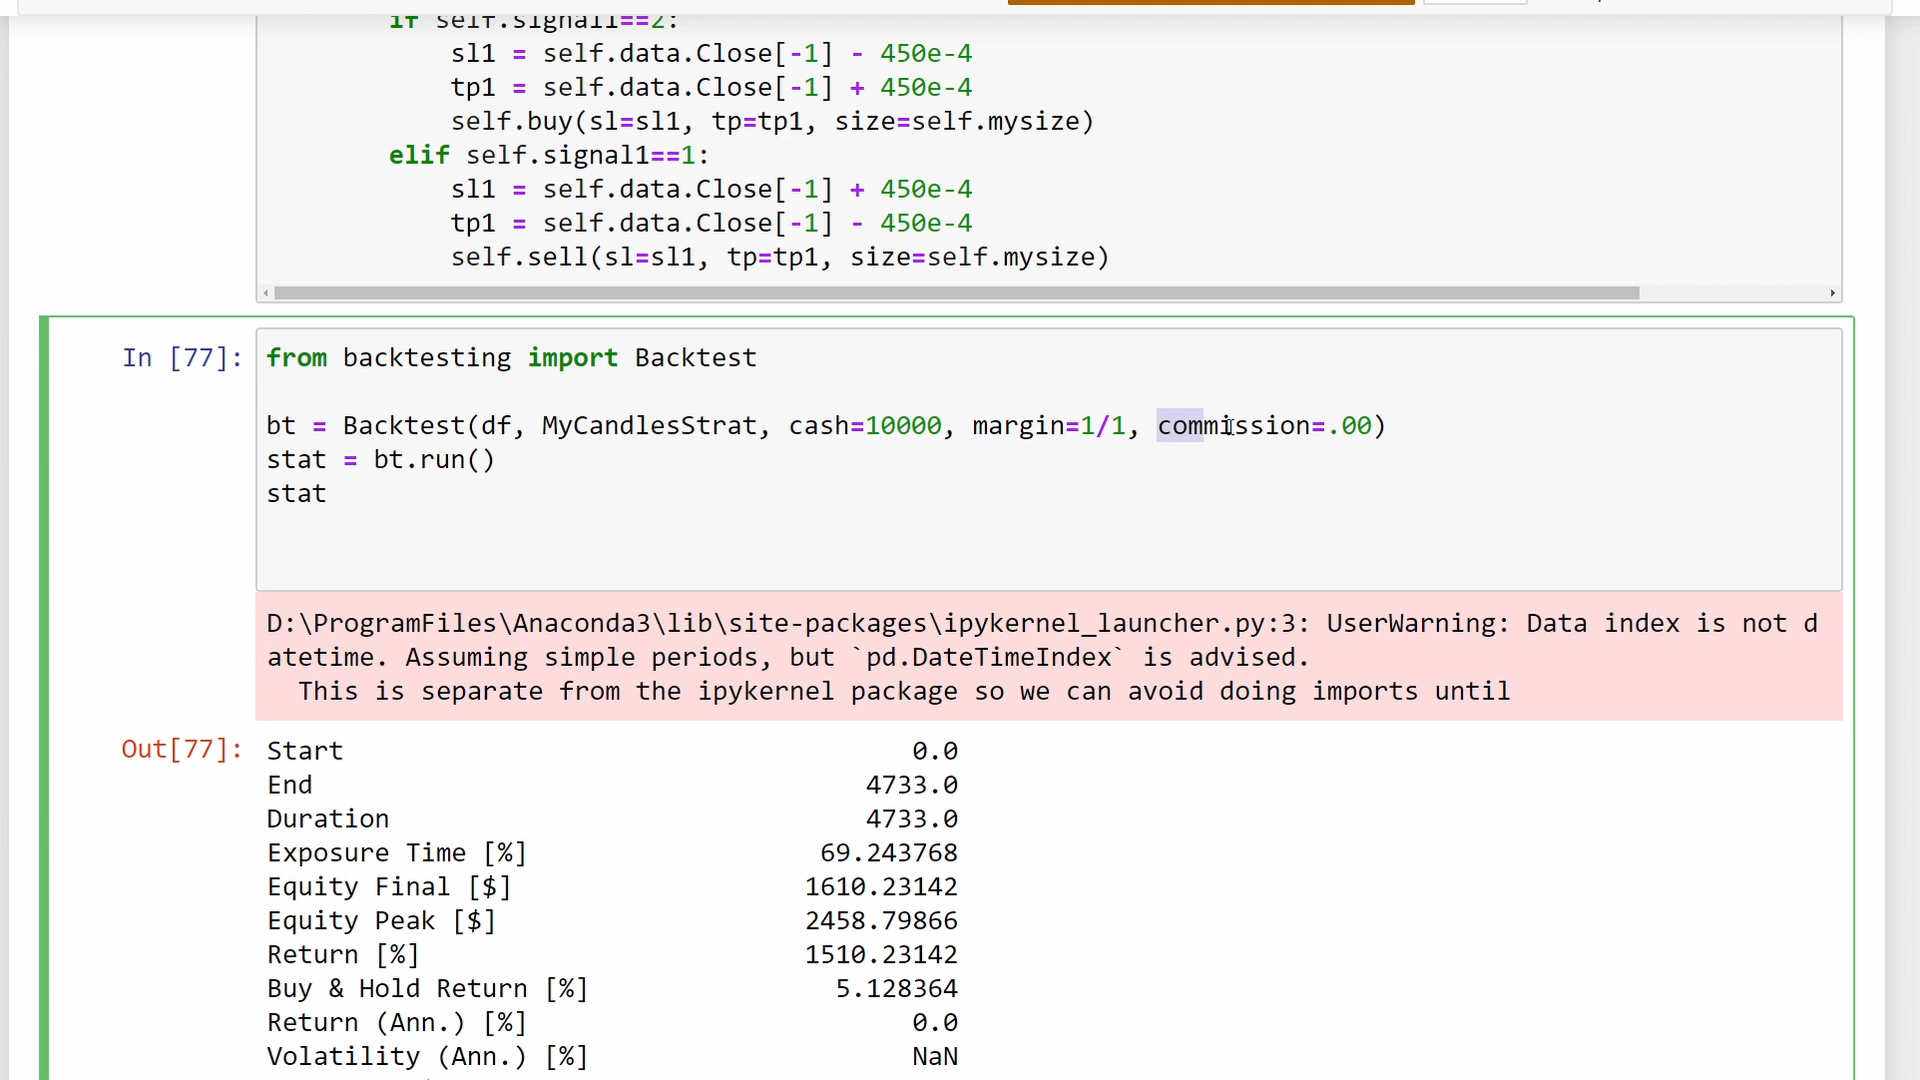 if self.signal1==2:
sl1 = self.data.Close[-1] - 450e-4
tp1 = self.data.Close[-1] + 450e-4
self.buy(sl=sl1, tp=tp1, size=self.mysize)
elif self.signal1==1:
sl1 = self.data.Close[-1] + 450e-4
tp1 = self.data.Close[-1] - 450e-4
self.sell(sl=sl1, tp=tp1, size=self.mysize)
In [77]: from backtesting import Backtest
bt = Backtest(df, MyCandlesStrat, cash=10000, margin=1/1, commission=.00)
stat = bt.run()
stat
D:\ProgramFiles\Anaconda3\lib\site-packages\ipykernel_launcher.py:3: UserWarning: Data index is not d
atetime. Assuming simple periods, but `pd.DateTimeIndex` is advised.
This is separate from the ipykernel package so we can avoid doing imports until
Out[77]: Start 0.0
End 4733.0
Duration 4733.0
Exposure Time [%] 69.243768
Equity Final [$] 1610.23142
Equity Peak [$] 2458.79866
Return [%] 1510.23142
Buy & Hold Return [%] 5.128364
Return (Ann.) [%] 0.0
Volatility (Ann.) [%] NaN